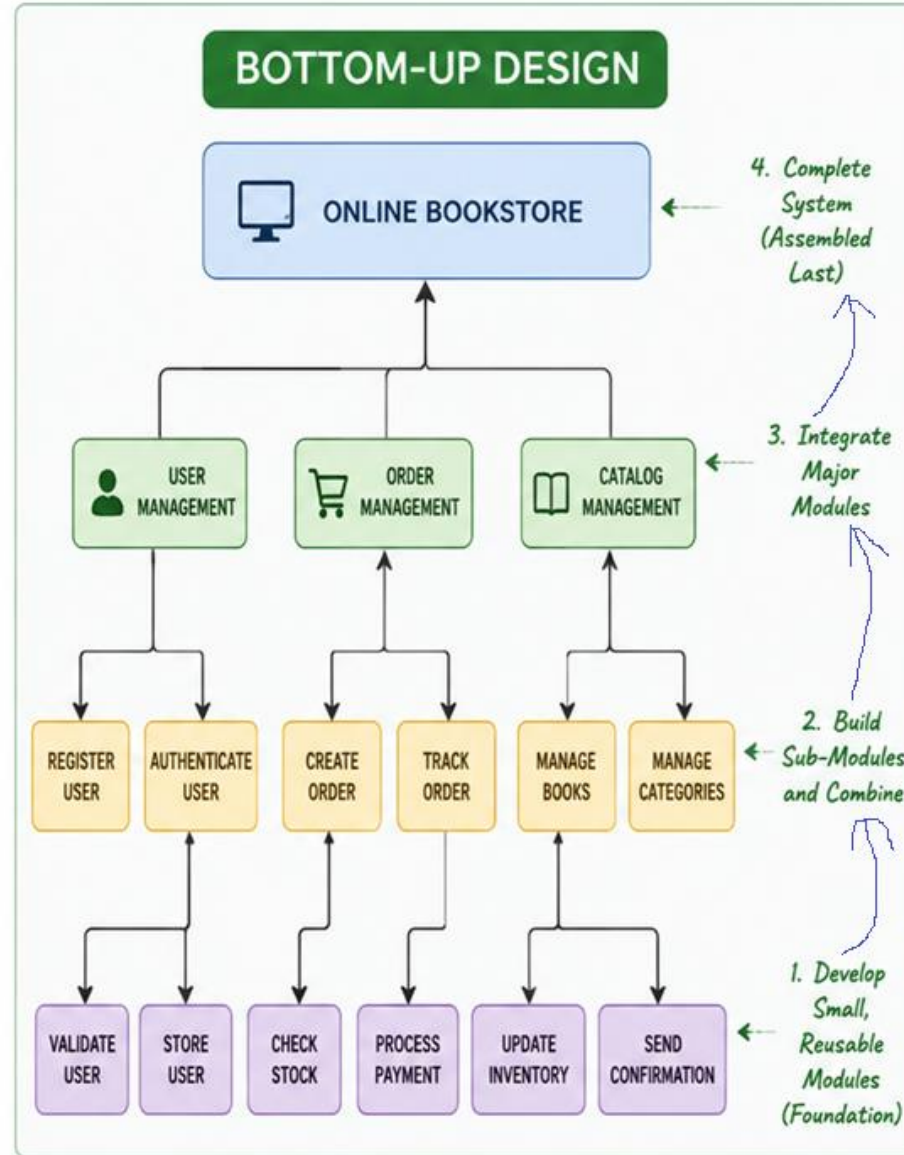 BOTTOM-UP DESIGN
ONLINE BOOKSTORE
4. Complete
System
(Assembled
Last)
USER
MANAGEMENT
ORDER
MANAGEMENT
CATALOG
MANAGEMENT
3. Integrate
Major
Modules
REGISTER
USER
AUTHENTICATE
USER
CREATE
ORDER
TRACK
ORDER
MANAGE
BOOKS
MANAGE
CATEGORIES
2. Build
Sub-Modules
and Combine
VALIDATE
USER
STORE
USER
CHECK
STOCK
PROCESS
PAYMENT
UPDATE
INVENTORY
SEND
CONFIRMATION
1. Develop
Small,
Reusable
Modules
(Foundation)